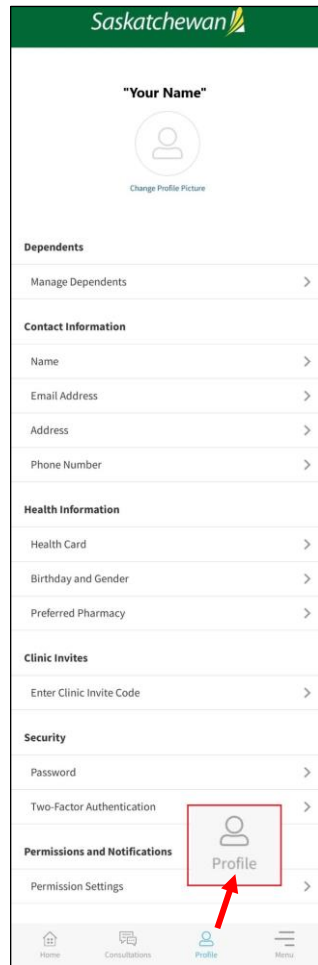 Saskatchewan
"Your Name"
Change Profile Picture
Dependents
Manage Dependents
Contact Information
Name
Email Address
Address
Phone Number
Health Information
Health Card
Birthday and Gender
Preferred Pharmacy
Clinic Invites
Enter Clinic Invite Code
Security
Password
Two-Factor Authentication
Profile
Permissions and Notifications
Permission Settings
Home Consultations Profile Menu